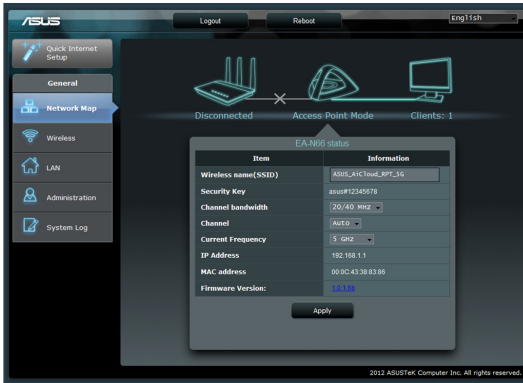 ASUS
Logout
Reboot
English
Quick Internet
Setup
General
Network Map
Wireless
LAN
Administration
System Log
Disconnected
Access Point Mode
Clients: 1
EA-N66 status
Item Information
Wireless name(SSID) ASUS_AiCloud_RPT_5G
Security Key asus#12345678
Channel bandwidth 20/40 MHz
Channel Auto
Current Frequency 5 GHz
IP Address 192.168.1.1
MAC address 00:0C:43:38:83:86
Firmware Version:
Apply
2012 ASUSTeK Computer Inc. All rights reserved.